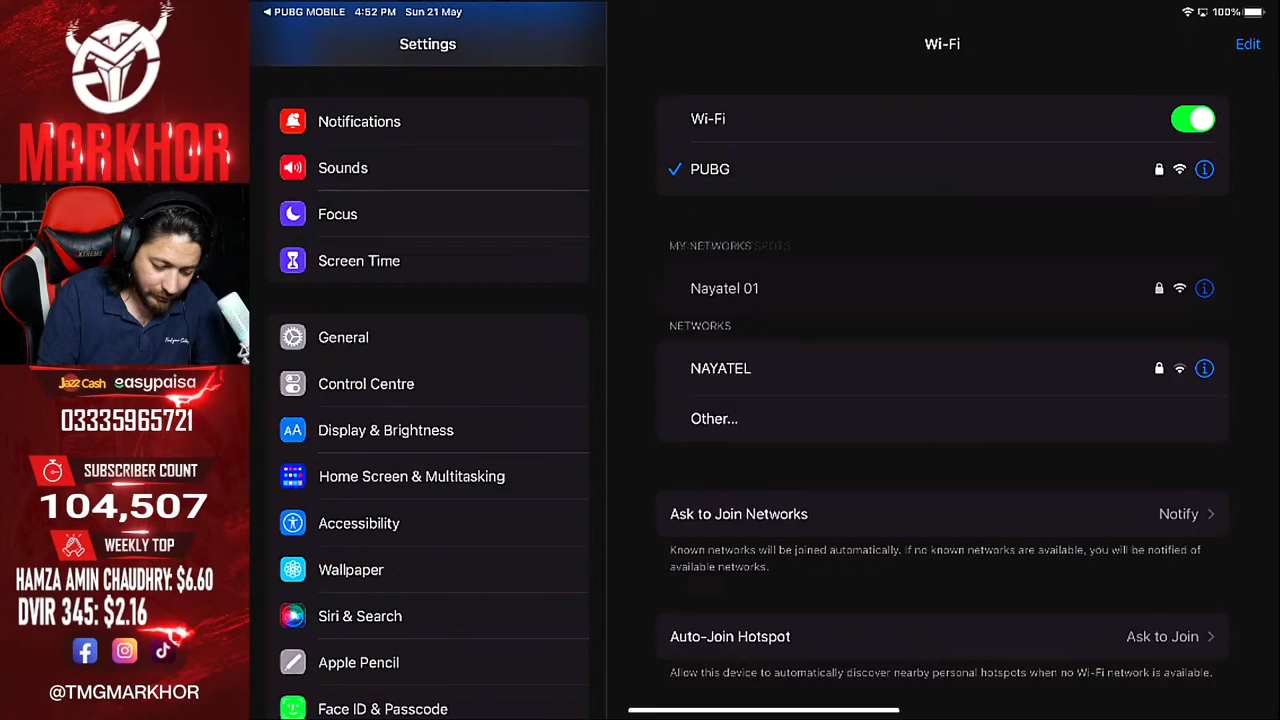 ◀ PUBG MOBILE 4:52 PM Sun 21 May
100%
MARKHOR
XTREME
Jazz Cash easypaisa
03335965721
SUBSCRIBER COUNT
104,507
WEEKLY TOP
HAMZA AMIN CHAUDHRY: $6.60
DVIR 345: $2.16
@TMGMARKHOR
Settings
Notifications
Sounds
Focus
Screen Time
General
Control Centre
Display & Brightness
Home Screen & Multitasking
Accessibility
Wallpaper
Siri & Search
Apple Pencil
Face ID & Passcode
Wi-Fi
Edit
Wi-Fi
PUBG
MY NETWORKS
Nayatel 01
NETWORKS
NAYATEL
Other...
Ask to Join Networks Notify
Known networks will be joined automatically. If no known networks are available, you will be notified of
available networks.
Auto-Join Hotspot Ask to Join
Allow this device to automatically discover nearby personal hotspots when no Wi-Fi network is available.